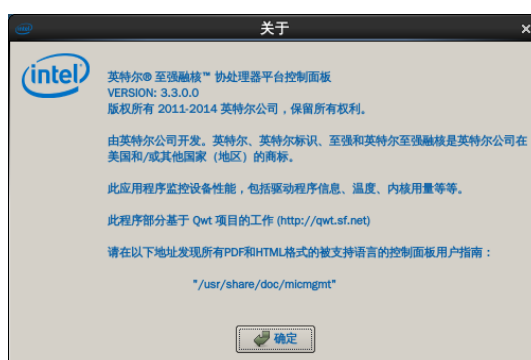 关于
intel
英特尔® 至强融核™ 协处理器平台控制面板
VERSION: 3.3.0.0
版权所有 2011-2014 英特尔公司，保留所有权利。
由英特尔公司开发。英特尔、英特尔标识、至强和英特尔至强融核是英特尔公司在
美国和/或其他国家（地区）的商标。
此应用程序监控设备性能，包括驱动程序信息、温度、内核用量等等。
此程序部分基于 Qwt 项目的工作 (http://qwt.sf.net)
请在以下地址发现所有PDF和HTML格式的被支持语言的控制面板用户指南：
"/usr/share/doc/micmgmt"
确定